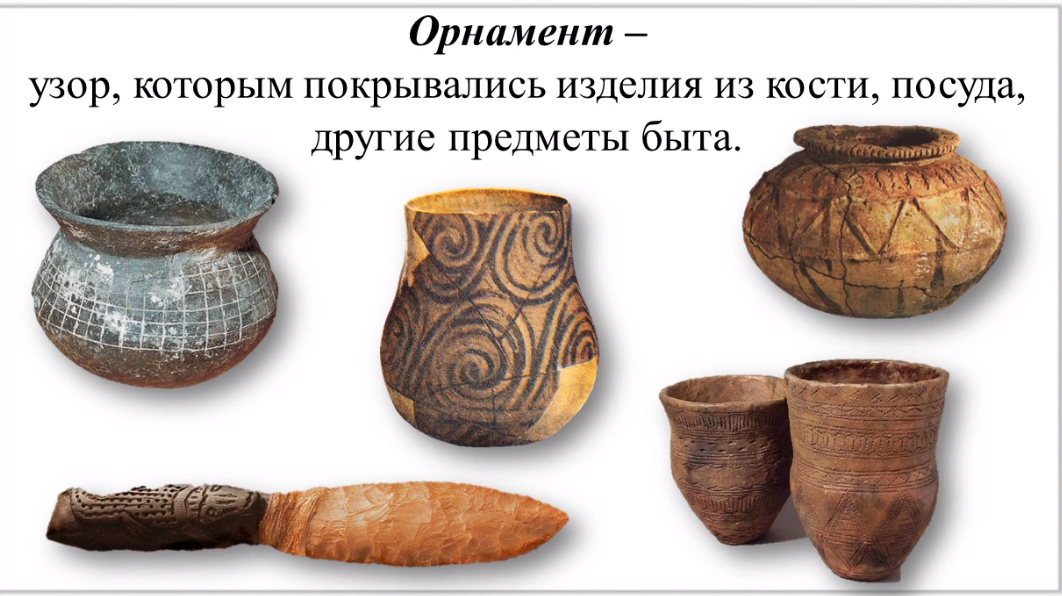 Орнамент –
узор, которым покрывались изделия из кости, посуда,
другие предметы быта.